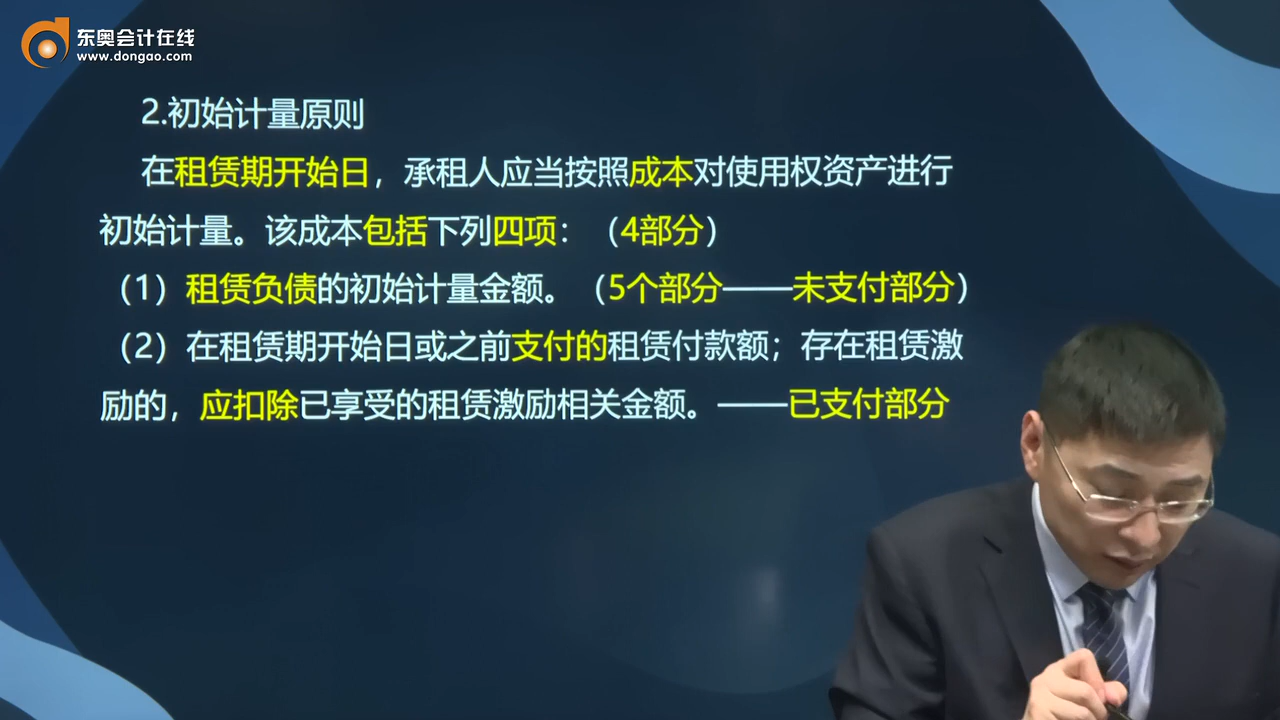 东奥会计在线
www.dongao.com
2.初始计量原则
在租赁期开始日，承租人应当按照成本对使用权资产进行
初始计量。该成本包括下列四项：（4部分）
（1）租赁负债的初始计量金额。（5个部分——未支付部分）
（2）在租赁期开始日或之前支付的租赁付款额；存在租赁激
励的，应扣除已享受的租赁激励相关金额。——已支付部分